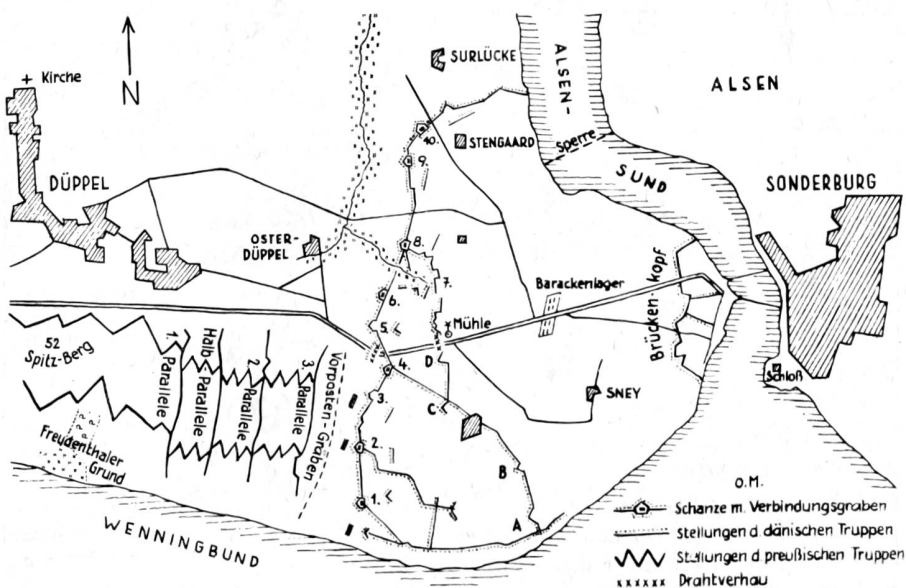 N
Kirche
DÜPPEL
OSTER-
DÜPPEL
SURLÜCKE
STENGAARD
ALSEN-
SUND
Sperre
ALSEN
SONDERBURG
Schloß
Brückenkopf
Barackenlager
Mühle
SNEY
10.
9.
8.
7.
6.
5.
4.
3.
2.
1.
A
B
C
D
52
Spitz-Berg
Freudenthaler
Grund
1. Parallele
Halb-Parallele
2. Parallele
3. Parallele
Vorposten Graben
WENNINGBUND
O.M.
Schanze m. Verbindungsgraben
Stellungen d. dänischen Truppen
Stellungen d. preußischen Truppen
Drahtverhau